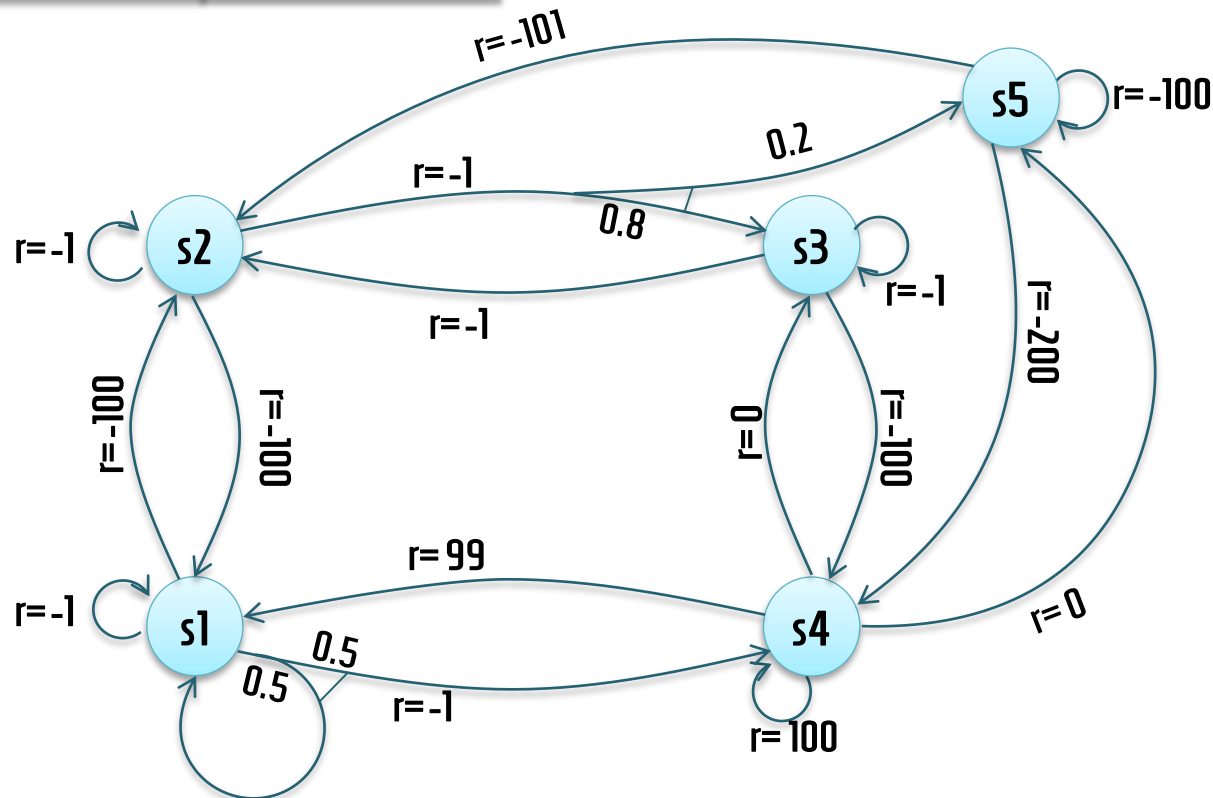 r= -101
s5
r= -100
0.2
r= -1
0.8
s2
s3
r= -1
r= -1
r= -1
r= -200
r= -100
r= -100
r= 0
r= -100
r= 99
r= 0
r= -1
s1
s4
0.5
0.5
r= -1
r= 100